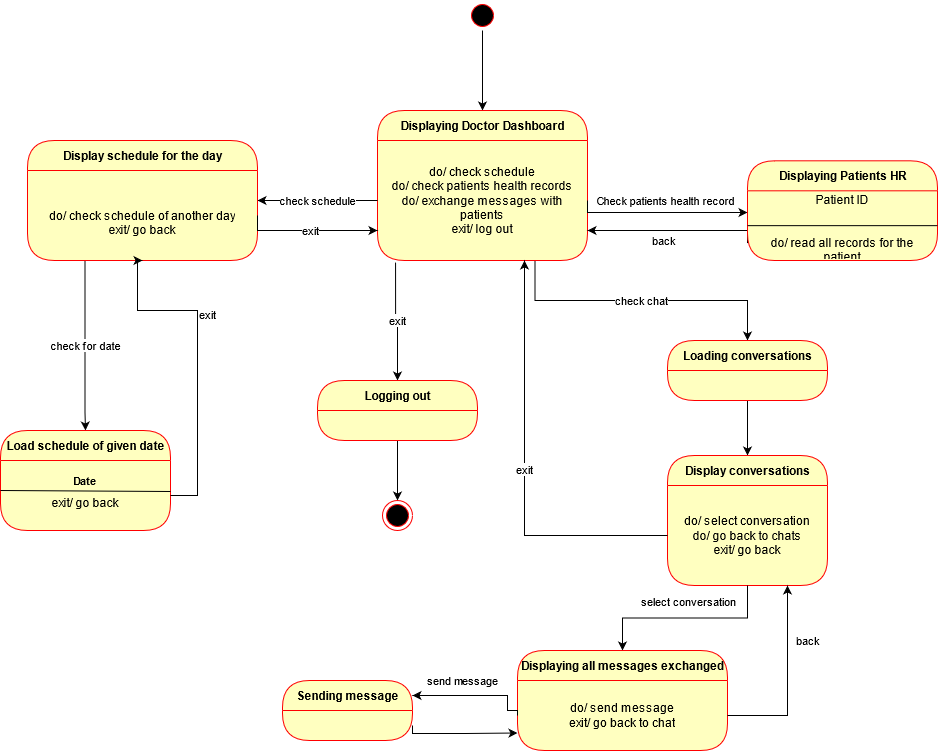 Displaying Doctor Dashboard
do/ check schedule
do/ check patients health records
do/ exchange messages with
patients
exit/ log out
Display schedule for the day
do/ check schedule of another day
exit/ go back
check schedule
exit
Displaying Patients HR
Patient ID
do/ read all records for the
patient
Check patients health record
back
check for date
exit
Load schedule of given date
Date
exit/ go back
exit
Logging out
check chat
Loading conversations
Display conversations
do/ select conversation
do/ go back to chats
exit/ go back
exit
select conversation
back
Displaying all messages exchanged
do/ send message
exit/ go back to chat
send message
Sending message